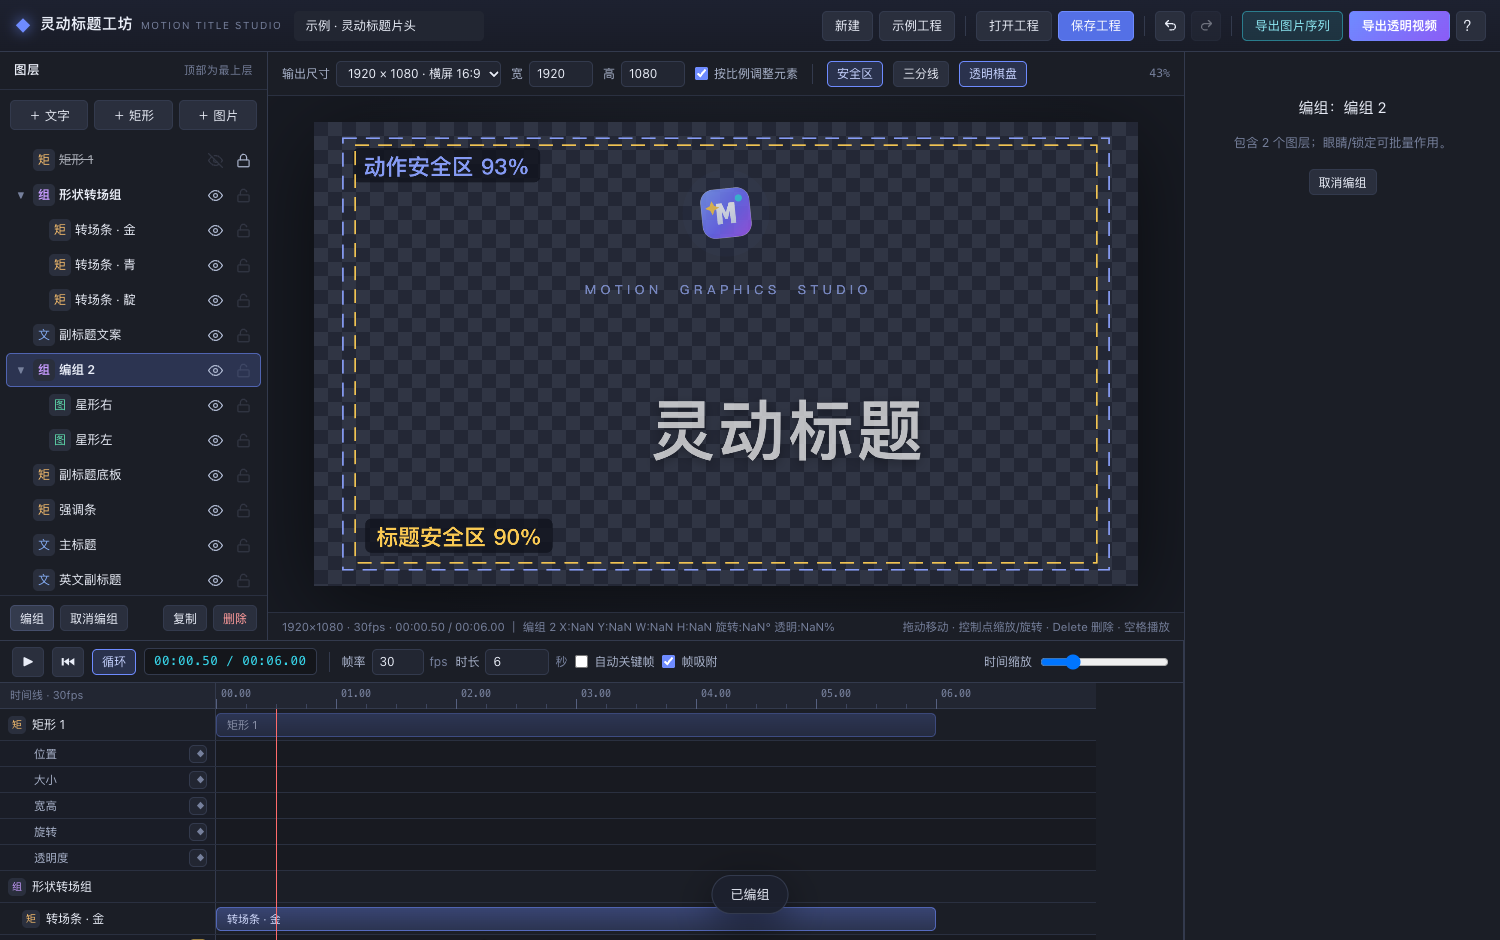 灵动标题工坊 MOTION TITLE STUDIO 示例 · 灵动标题片头 新建 示例工程 打开工程 保存工程 导出图片序列 导出透明视频 ?
图层 顶部为最上层
＋ 文字 ＋ 矩形 ＋ 图片
矩 矩形 1
▼ 组 形状转场组
矩 转场条 · 金
矩 转场条 · 青
矩 转场条 · 靛
文 副标题文案
▼ 组 编组 2
图 星形右
图 星形左
矩 副标题底板
矩 强调条
文 主标题
文 英文副标题
编组 取消编组 复制 删除
输出尺寸 1920 × 1080 · 横屏 16:9 宽 1920 高 1080 按比例调整元素 安全区 三分线 透明棋盘 43%
动作安全区 93%
M
MOTION GRAPHICS STUDIO
灵动标题
标题安全区 90%
1920×1080 · 30fps · 00:00.50 / 00:06.00 | 编组 2 X:NaN Y:NaN W:NaN H:NaN 旋转:NaN° 透明:NaN% 拖动移动 · 控制点缩放/旋转 · Delete 删除 · 空格播放
编组：编组 2
包含 2 个图层；眼睛/锁定可批量作用。
取消编组
循环 00:00.50 / 00:06.00 帧率 30 fps 时长 6 秒 自动关键帧 帧吸附 时间缩放
时间线 · 30fps 00.00 01.00 02.00 03.00 04.00 05.00 06.00
矩 矩形 1 矩形 1
位置
大小
宽高
旋转
透明度
组 形状转场组
矩 转场条 · 金 转场条 · 金
已编组